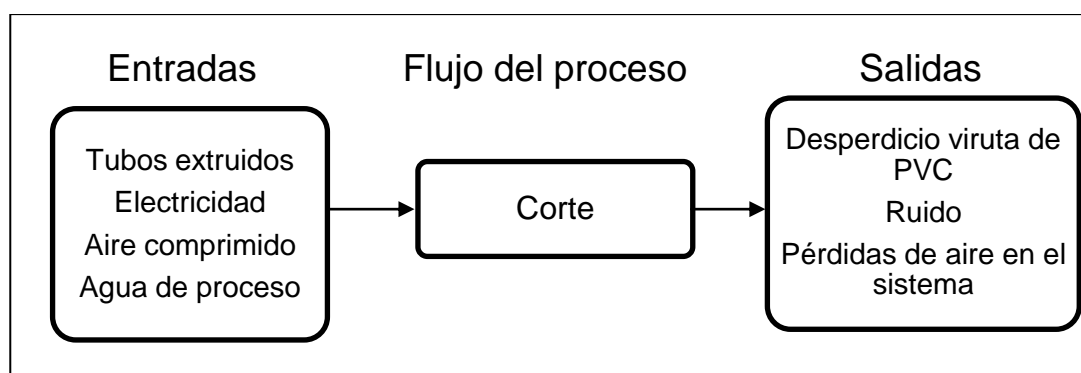 Entradas
Flujo del proceso
Salidas
Tubos extruidos
Electricidad
Aire comprimido
Agua de proceso
Corte
Desperdicio viruta de
PVC
Ruido
Pérdidas de aire en el
sistema